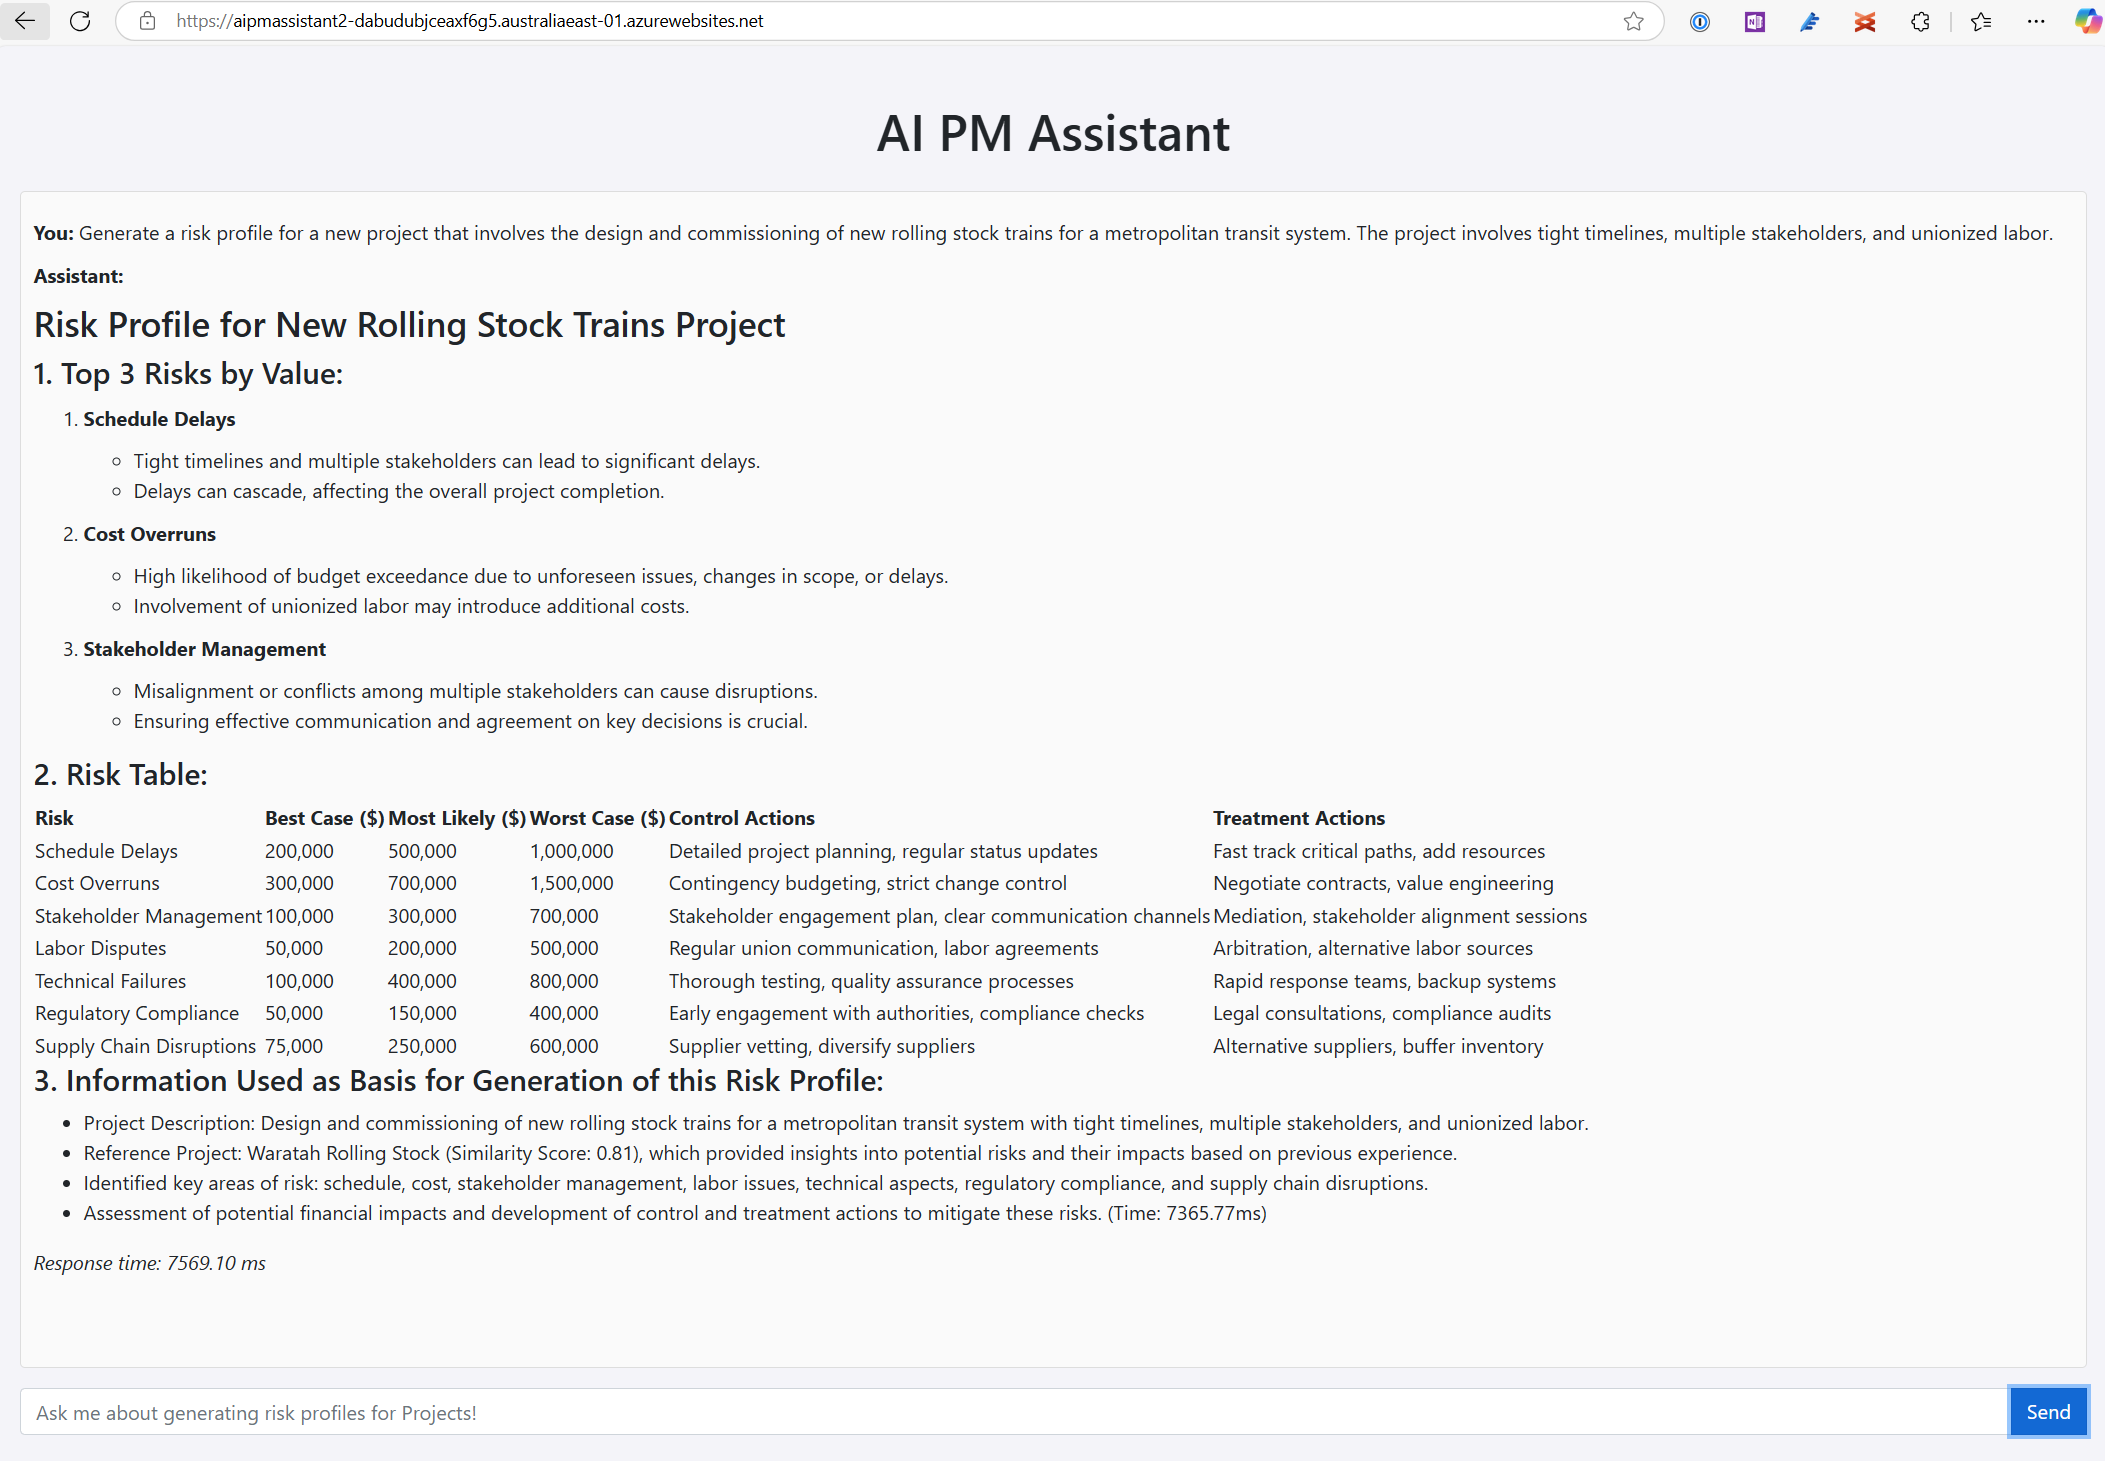 https://aipmassistant2-dabudubjceaxf6g5.australiaeast-01.azurewebsites.net
AI PM Assistant
You: Generate a risk profile for a new project that involves the design and commissioning of new rolling stock trains for a metropolitan transit system. The project involves tight timelines, multiple stakeholders, and unionized labor.
Assistant:
Risk Profile for New Rolling Stock Trains Project
1. Top 3 Risks by Value:
1. Schedule Delays
Tight timelines and multiple stakeholders can lead to significant delays.
Delays can cascade, affecting the overall project completion.
2. Cost Overruns
High likelihood of budget exceedance due to unforeseen issues, changes in scope, or delays.
Involvement of unionized labor may introduce additional costs.
3. Stakeholder Management
Misalignment or conflicts among multiple stakeholders can cause disruptions.
Ensuring effective communication and agreement on key decisions is crucial.
2. Risk Table:
Risk Best Case ($) Most Likely ($) Worst Case ($) Control Actions Treatment Actions
Schedule Delays 200,000 500,000 1,000,000 Detailed project planning, regular status updates Fast track critical paths, add resources
Cost Overruns 300,000 700,000 1,500,000 Contingency budgeting, strict change control Negotiate contracts, value engineering
Stakeholder Management 100,000 300,000 700,000 Stakeholder engagement plan, clear communication channels Mediation, stakeholder alignment sessions
Labor Disputes 50,000 200,000 500,000 Regular union communication, labor agreements Arbitration, alternative labor sources
Technical Failures 100,000 400,000 800,000 Thorough testing, quality assurance processes Rapid response teams, backup systems
Regulatory Compliance 50,000 150,000 400,000 Early engagement with authorities, compliance checks Legal consultations, compliance audits
Supply Chain Disruptions 75,000 250,000 600,000 Supplier vetting, diversify suppliers Alternative suppliers, buffer inventory
3. Information Used as Basis for Generation of this Risk Profile:
Project Description: Design and commissioning of new rolling stock trains for a metropolitan transit system with tight timelines, multiple stakeholders, and unionized labor.
Reference Project: Waratah Rolling Stock (Similarity Score: 0.81), which provided insights into potential risks and their impacts based on previous experience.
Identified key areas of risk: schedule, cost, stakeholder management, labor issues, technical aspects, regulatory compliance, and supply chain disruptions.
Assessment of potential financial impacts and development of control and treatment actions to mitigate these risks. (Time: 7365.77ms)
Response time: 7569.10 ms
Ask me about generating risk profiles for Projects!
Send